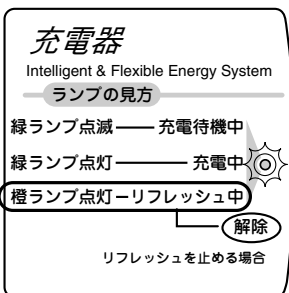 充電器
Intelligent & Flexible Energy System
ランプの見方
緑ランプ点滅 ── 充電待機中
緑ランプ点灯 ── 充電中
橙ランプ点灯－リフレッシュ中
解除
リフレッシュを止める場合